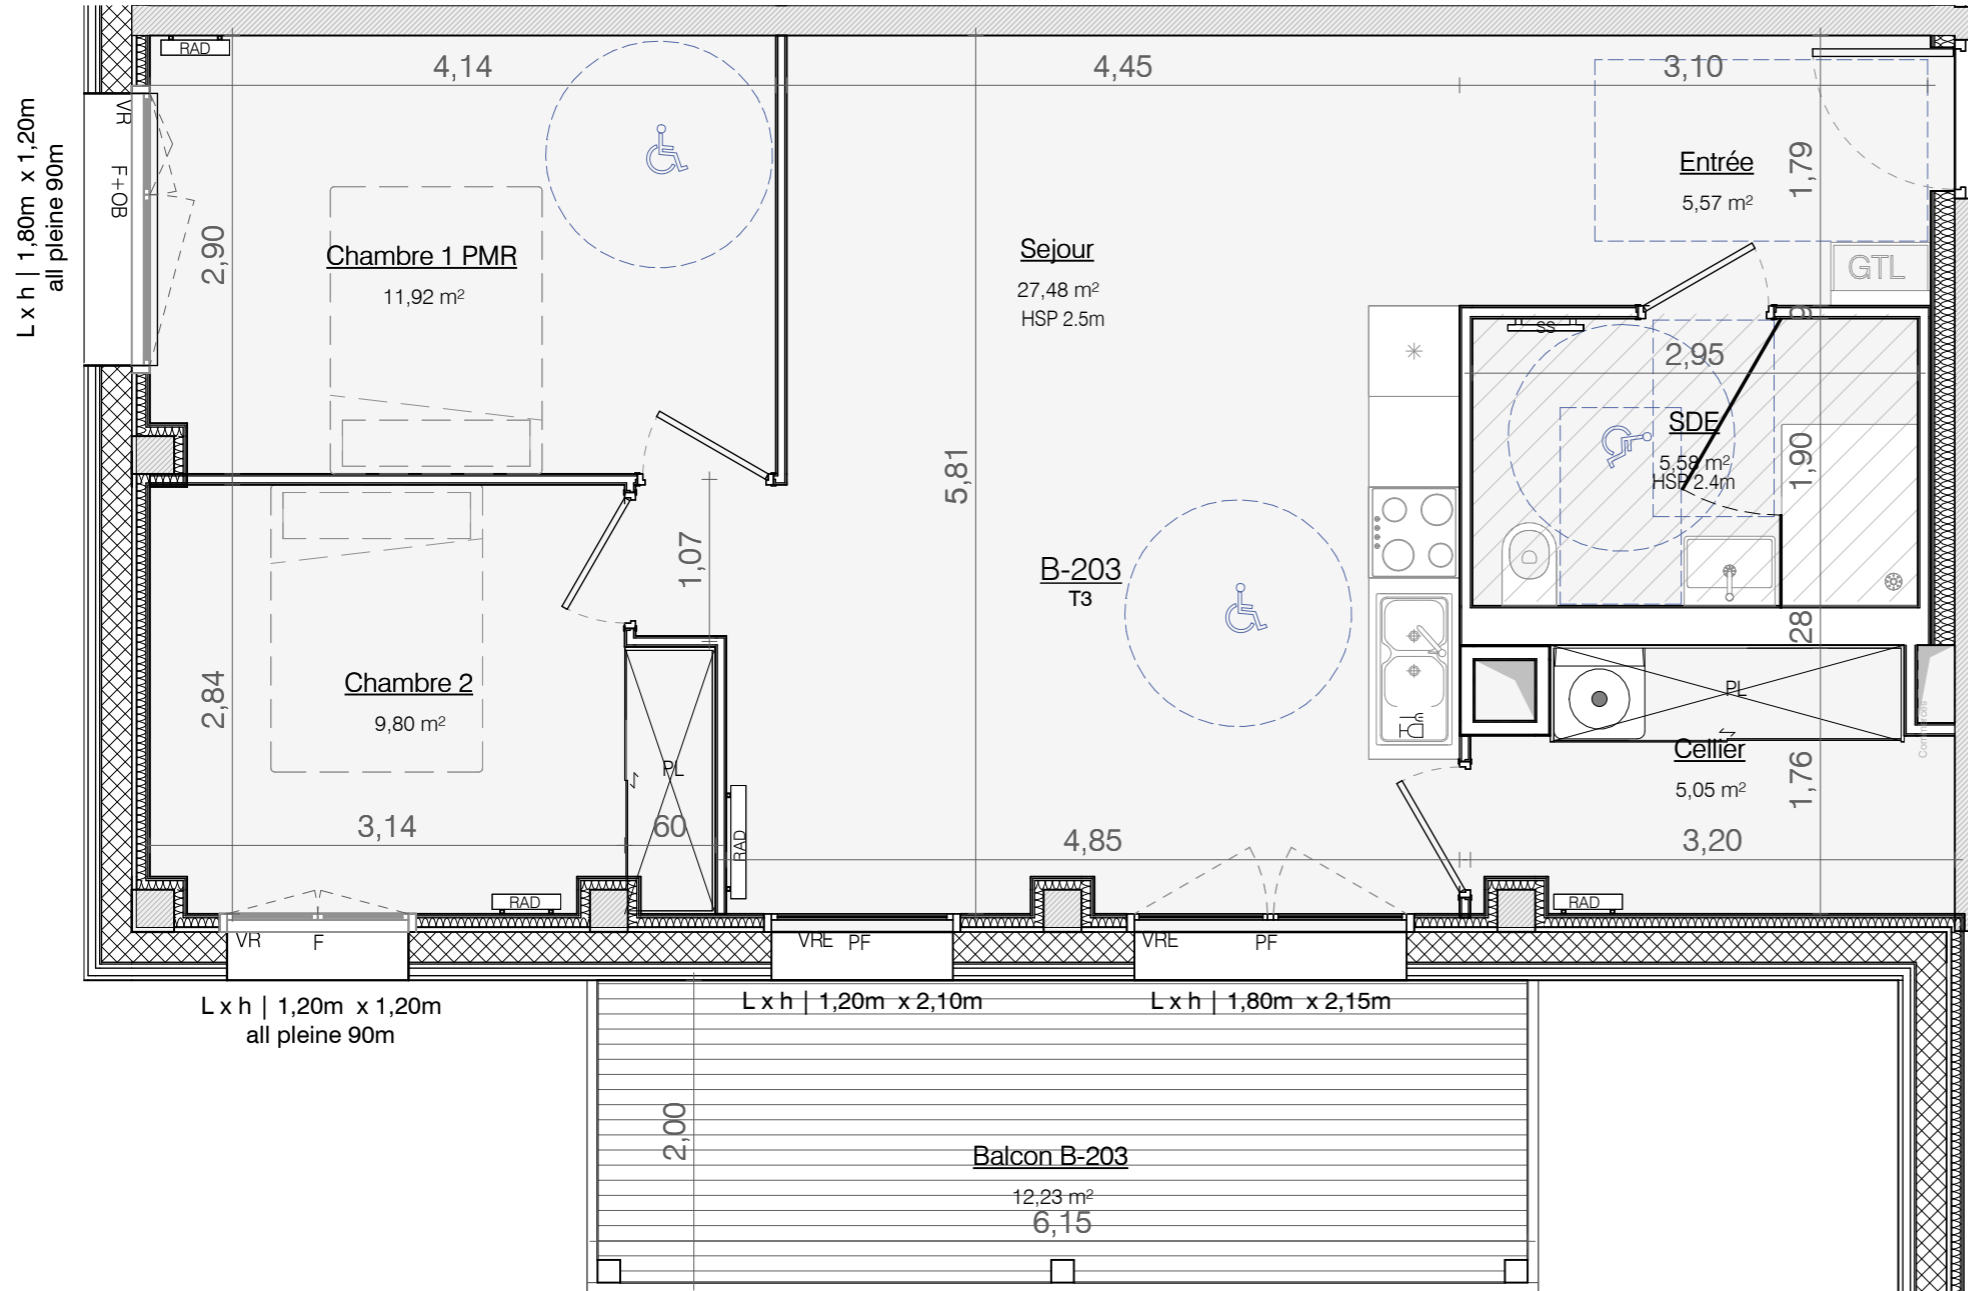 RAD
4,14
4,45
3,10
VR
F+OB
L x h | 1,80m x 1,20m
all pleine 90m
2,90
Chambre 1 PMR
11,92 m²
Sejour
27,48 m²
HSP 2.5m
Entrée
5,57 m²
1,79
GTL
SS
9
2,95
SDE
5,58 m²
HSP 2.4m
1,90
5,81
1,07
B-203
T3
28
Chambre 2
9,80 m²
2,84
PL
PL
Cellier
5,05 m²
1,76
Commerces
3,14
60
RAD
4,85
3,20
RAD
RAD
VR
F
VRE
PF
VRE
PF
L x h | 1,20m x 1,20m
all pleine 90m
L x h | 1,20m x 2,10m
L x h | 1,80m x 2,15m
2,00
Balcon B-203
12,23 m²
6,15